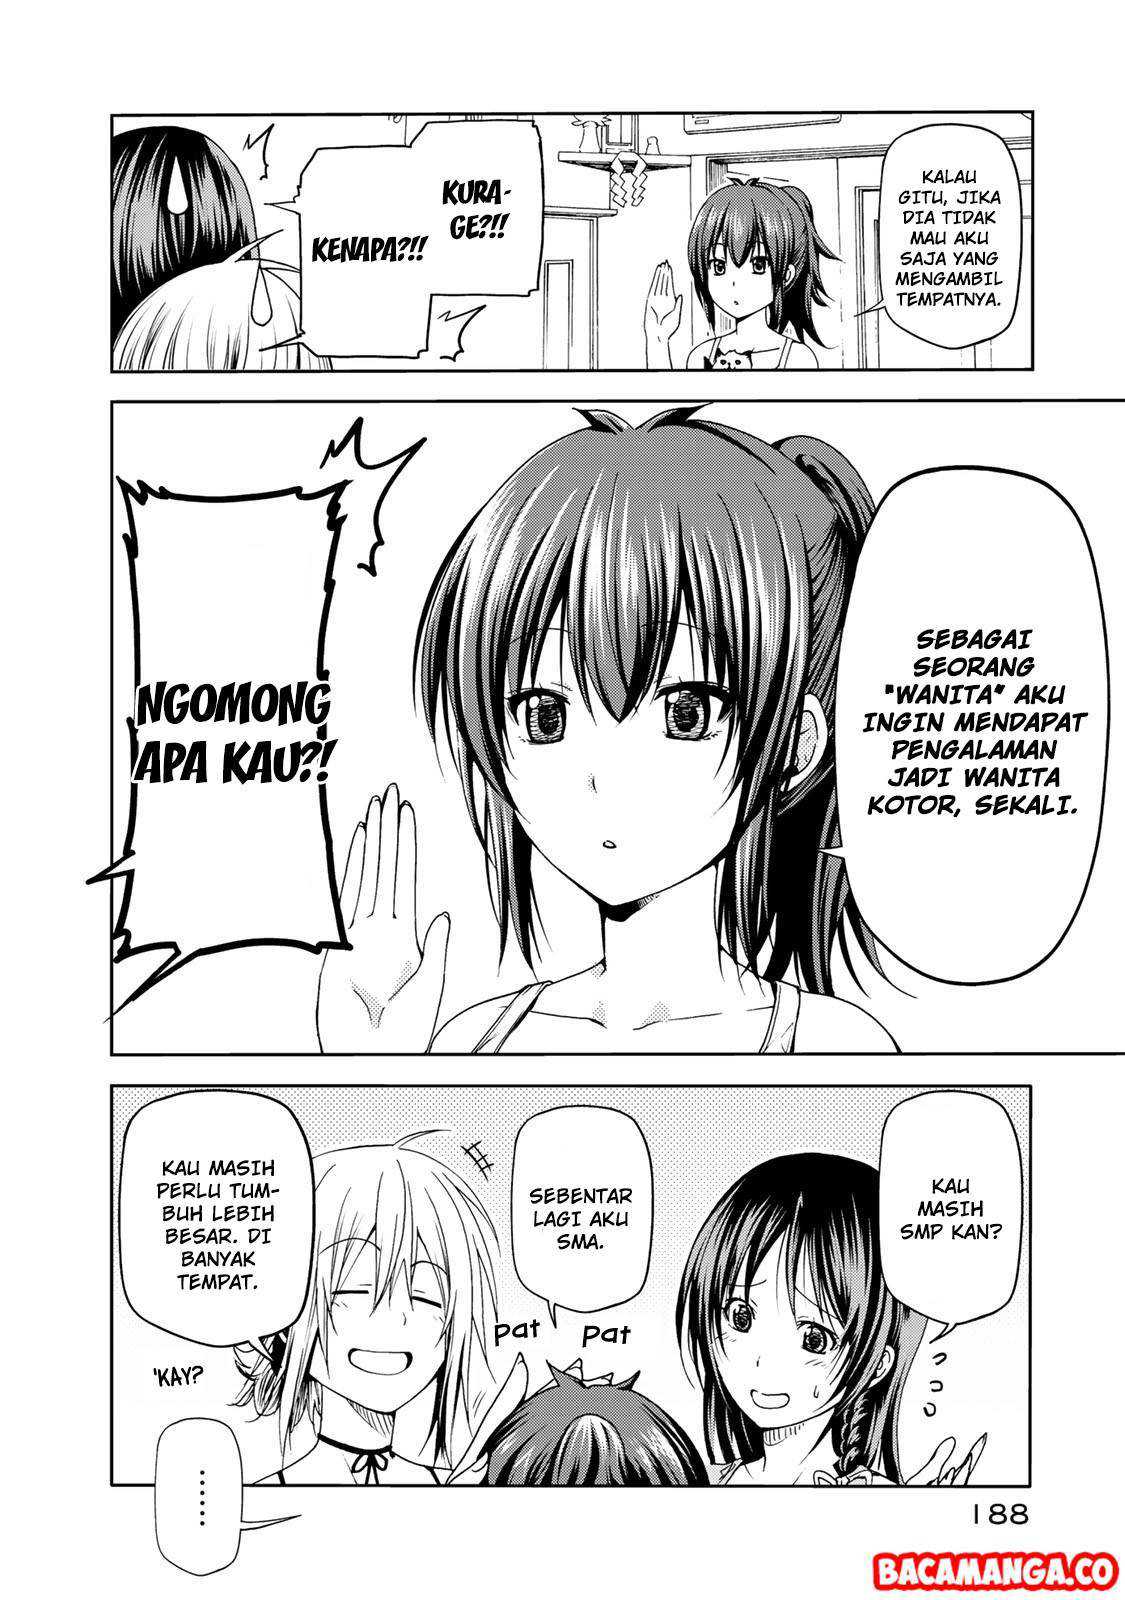 KALAU
GITU, JIKA
DIA TIDAK
MAU AKU
SAJA YANG
MENGAMBIL
TEMPATNYA.
KURA-
GE?!!
KENAPA?!!
SEBAGAI
SEORANG
"WANITA" AKU
INGIN MENDAPAT
PENGALAMAN
JADI WANITA
KOTOR, SEKALI.
NGOMONG
APA KAU?!
KAU
MASIH
SMP KAN?
SEBENTAR
LAGI AKU
SMA.
Pat
Pat
KAU MASIH
PERLU TUM-
BUH LEBIH
BESAR. DI
BANYAK
TEMPAT.
'KAY?
........
188
BACAMANGA.CO